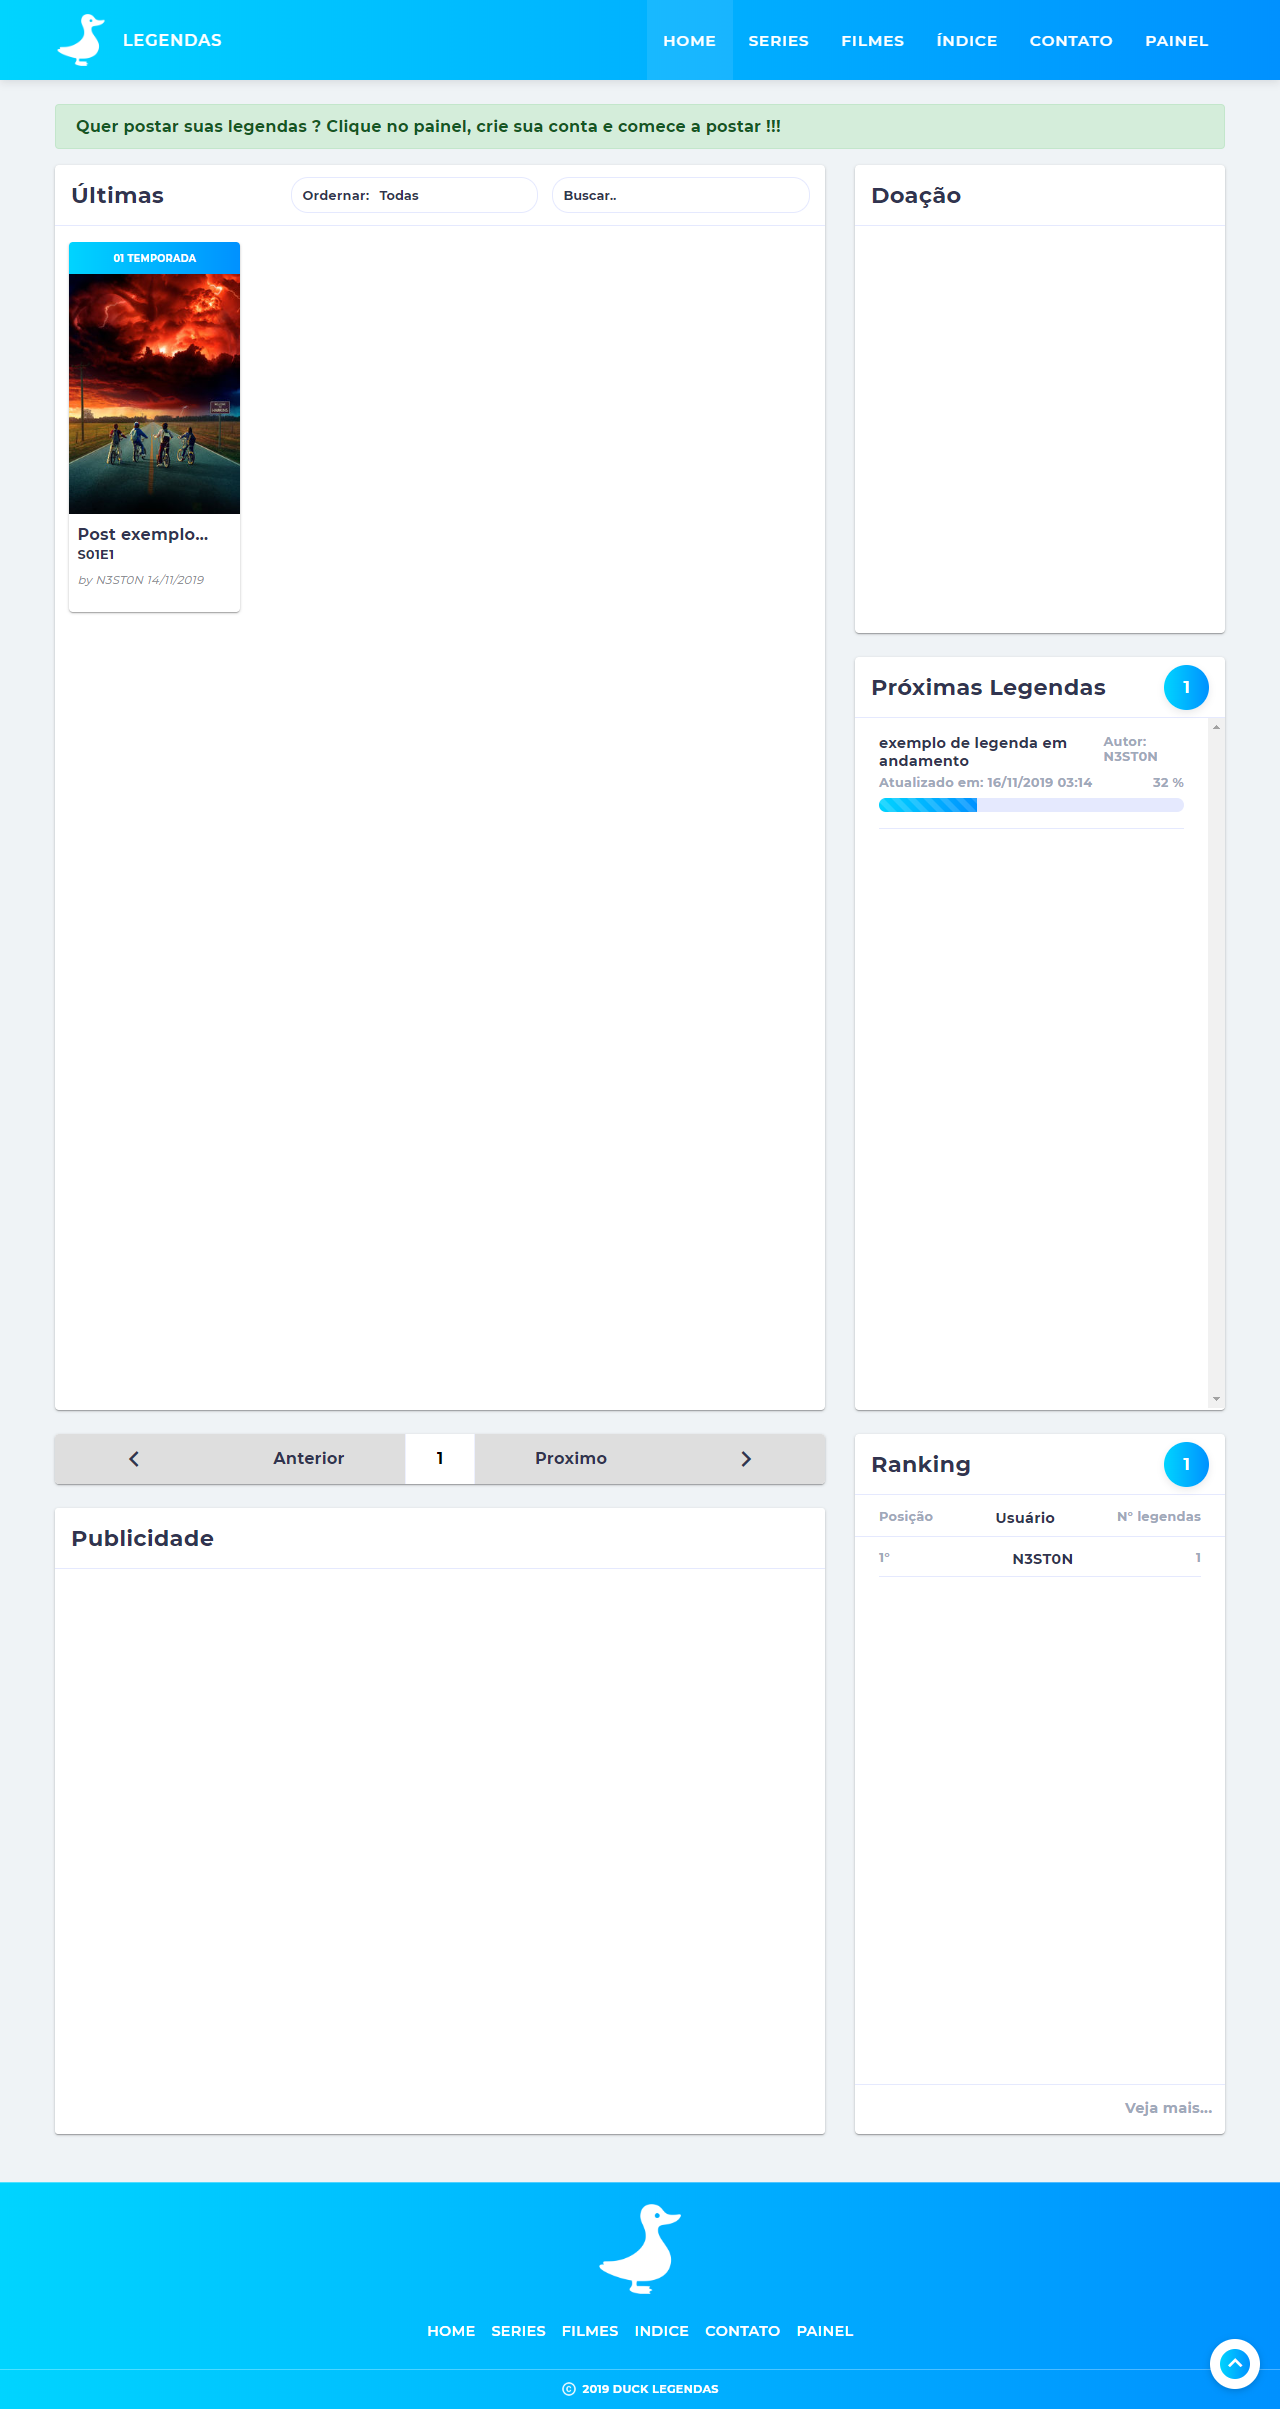 LEGENDAS
HOME SERIES FILMES ÍNDICE CONTATO PAINEL
Quer postar suas legendas ? Clique no painel, crie sua conta e comece a postar !!!
Últimas
Ordernar: Todas
Buscar..
01 TEMPORADA
Post exemplo...
S01E1
by N3ST0N 14/11/2019
Doação
Próximas Legendas
1
exemplo de legenda em
andamento
Autor:
N3ST0N
Atualizado em: 16/11/2019 03:14
32 %
Anterior
1
Proximo
Publicidade
Ranking
1
Posição Usuário Nº legendas
1º N3ST0N 1
Veja mais...
HOME SERIES FILMES INDICE CONTATO PAINEL
© 2019 DUCK LEGENDAS